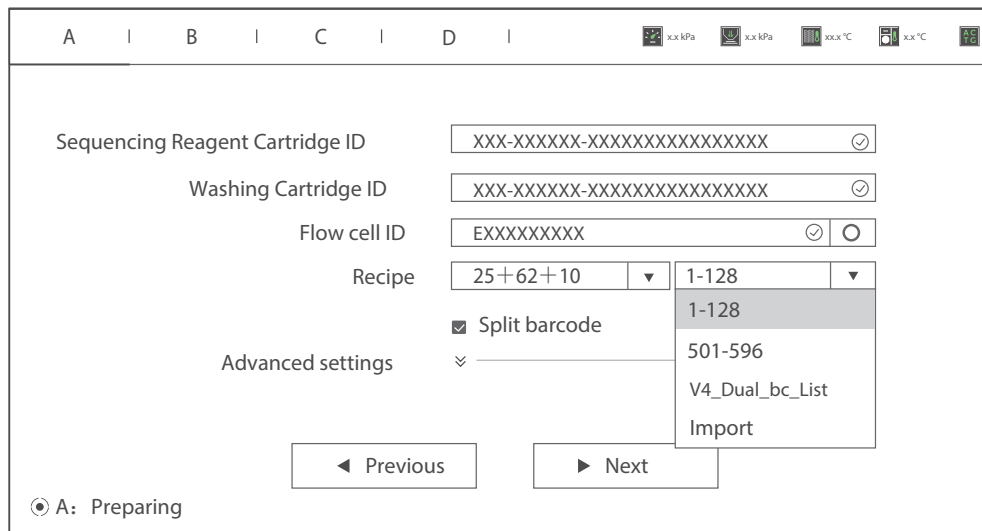 A | B | C | D | x.x kPa x.x kPa xx.x °C x.x °C AC TG
Sequencing Reagent Cartridge ID XXX-XXXXXX-XXXXXXXXXXXXXXXX
Washing Cartridge ID XXX-XXXXXX-XXXXXXXXXXXXXXXX
Flow cell ID EXXXXXXXXX
Recipe 25+62+10 1-128
1-128
Split barcode
501-596
Advanced settings
V4_Dual_bc_List
Import
Previous Next
A: Preparing